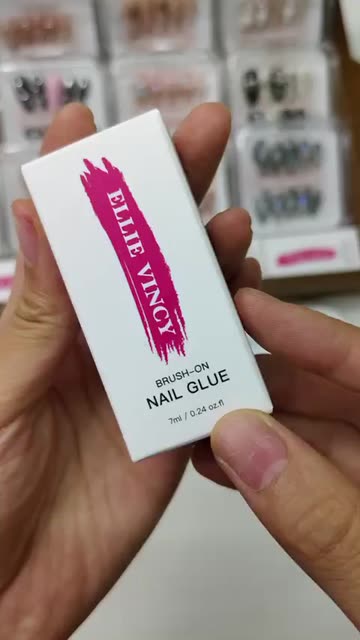 ELLIE VINCY
BRUSH-ON
NAIL GLUE
7ml / 0.24 oz.fl